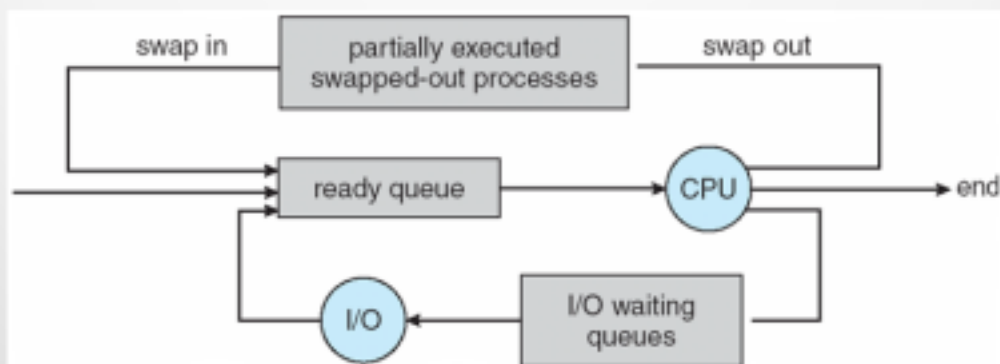 swap in
partially executed
swapped-out processes
swap out
ready queue
CPU
end
I/O
I/O waiting
queues